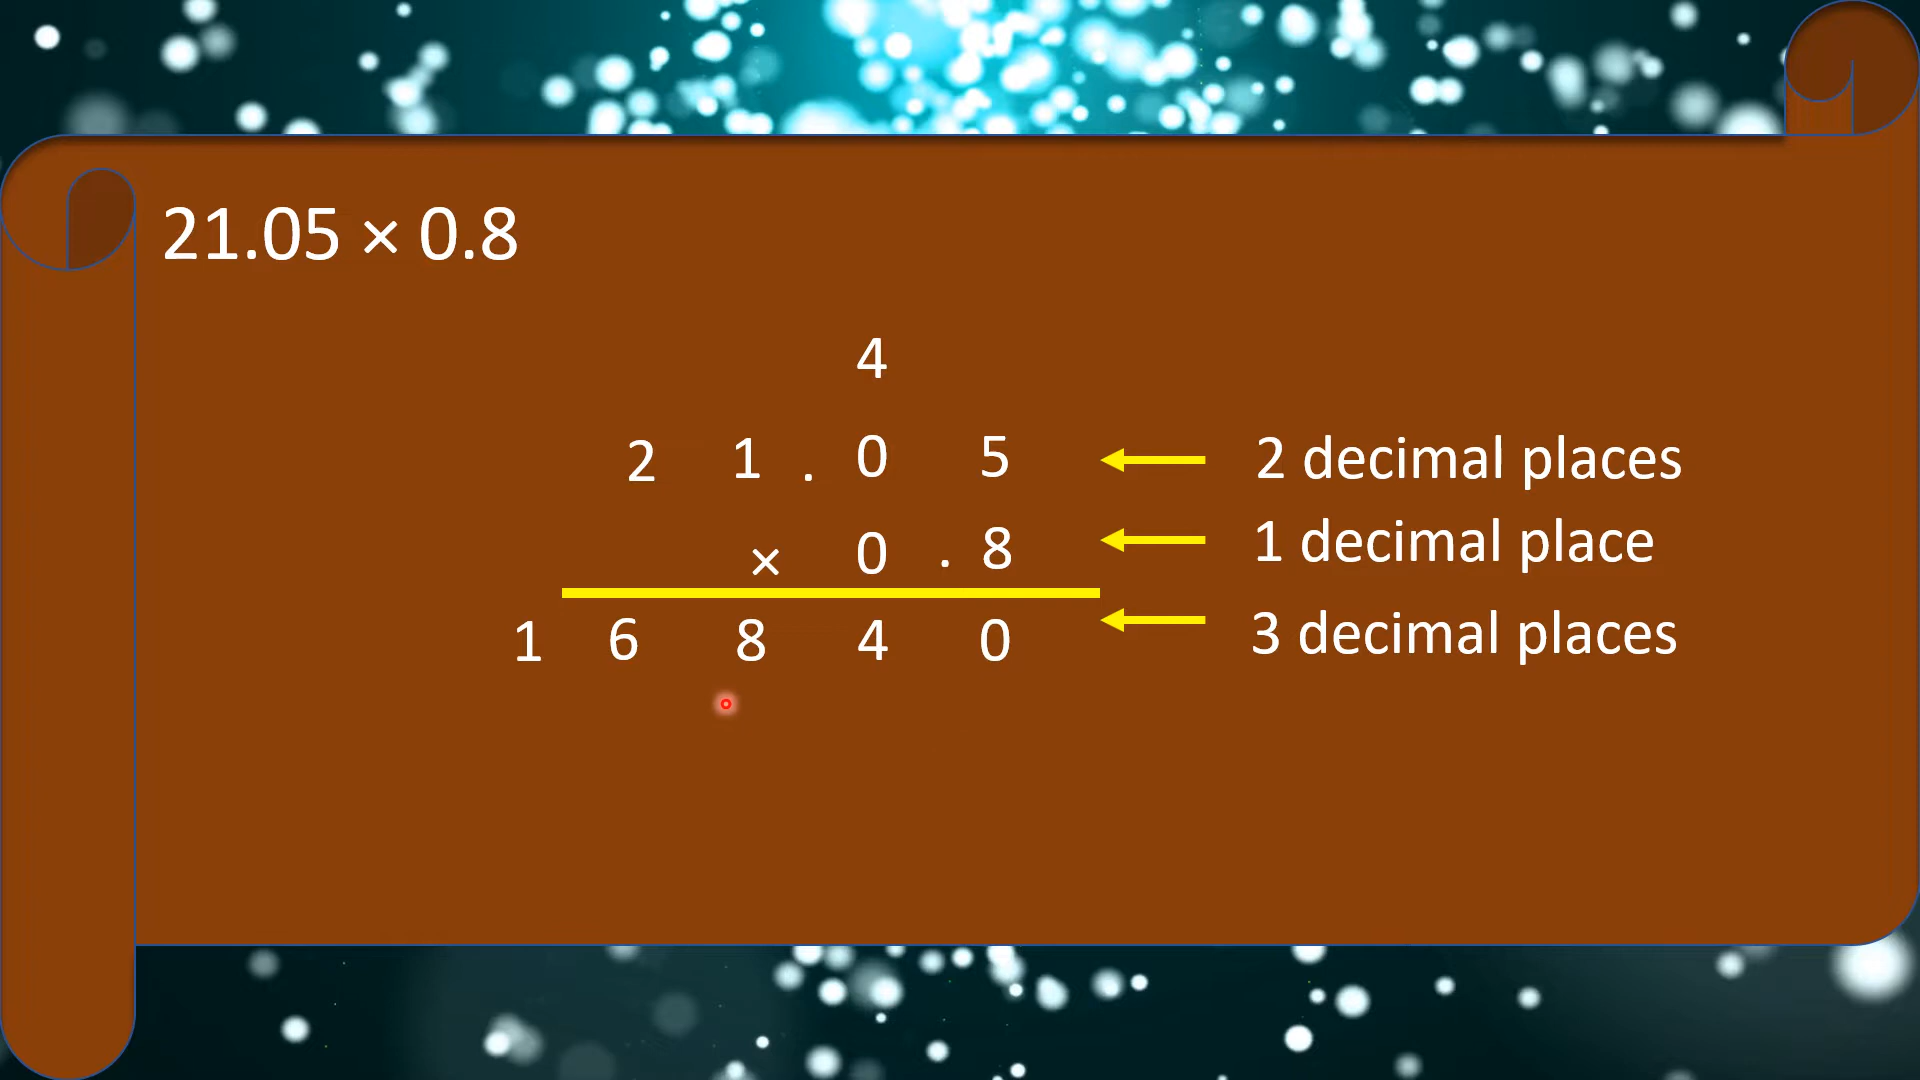 21.05 × 0.8
4
2 1 . 0 5 2 decimal places
× 0 . 8 1 decimal place
1 6 8 4 0 3 decimal places